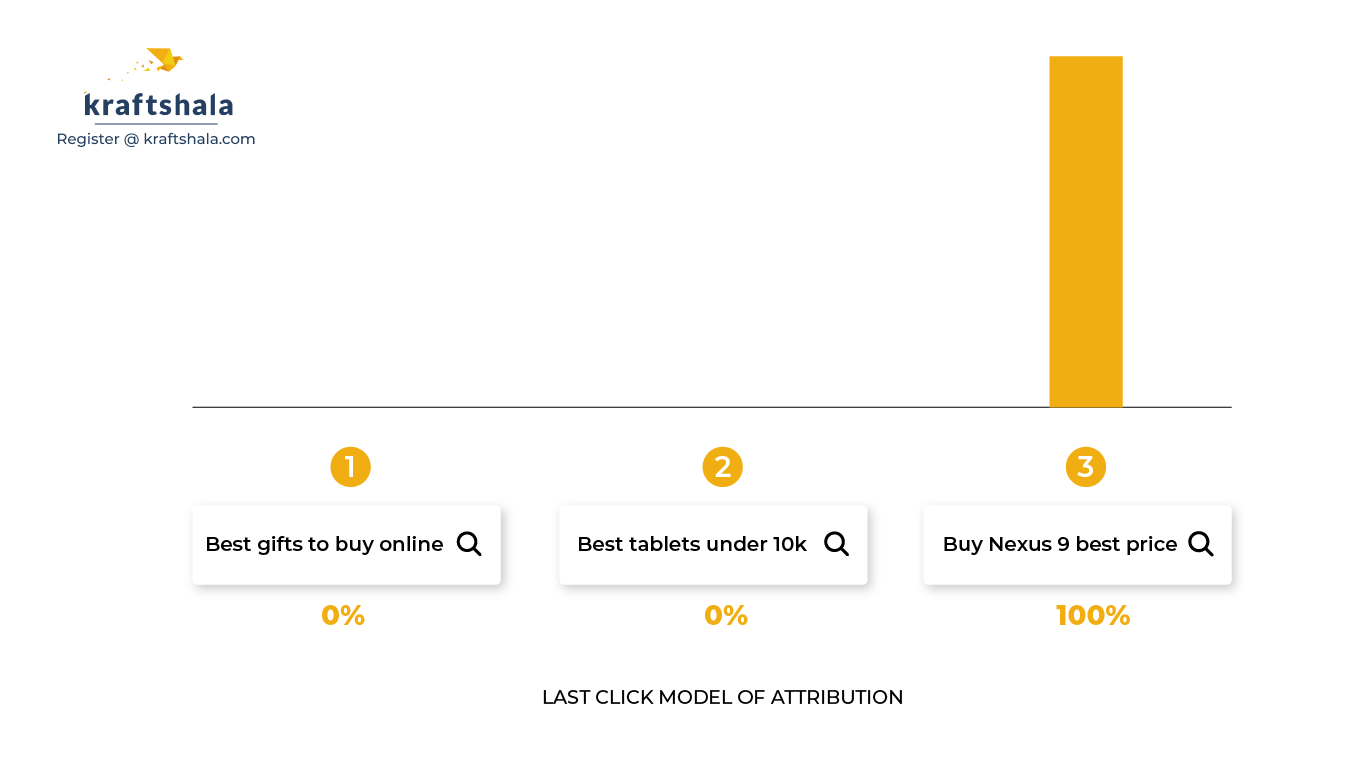 kraftshala
Register @ kraftshala.com
1
2
3
Best gifts to buy online
Best tablets under 10k
Buy Nexus 9 best price
0%
0%
100%
LAST CLICK MODEL OF ATTRIBUTION